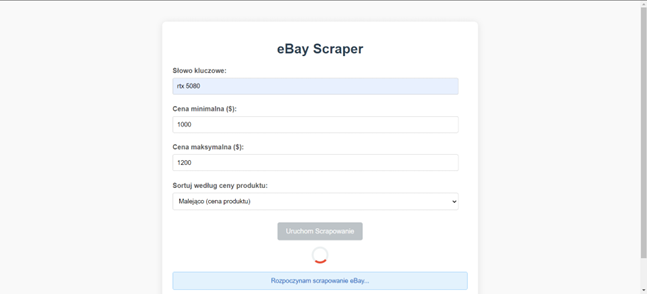 eBay Scraper
Słowo kluczowe:
rtx 5080
Cena minimalna ($):
1000
Cena maksymalna ($):
1200
Sortuj według ceny produktu:
Malejąco (cena produktu)
Uruchom Scrapowanie
Rozpoczynam scrapowanie eBay...